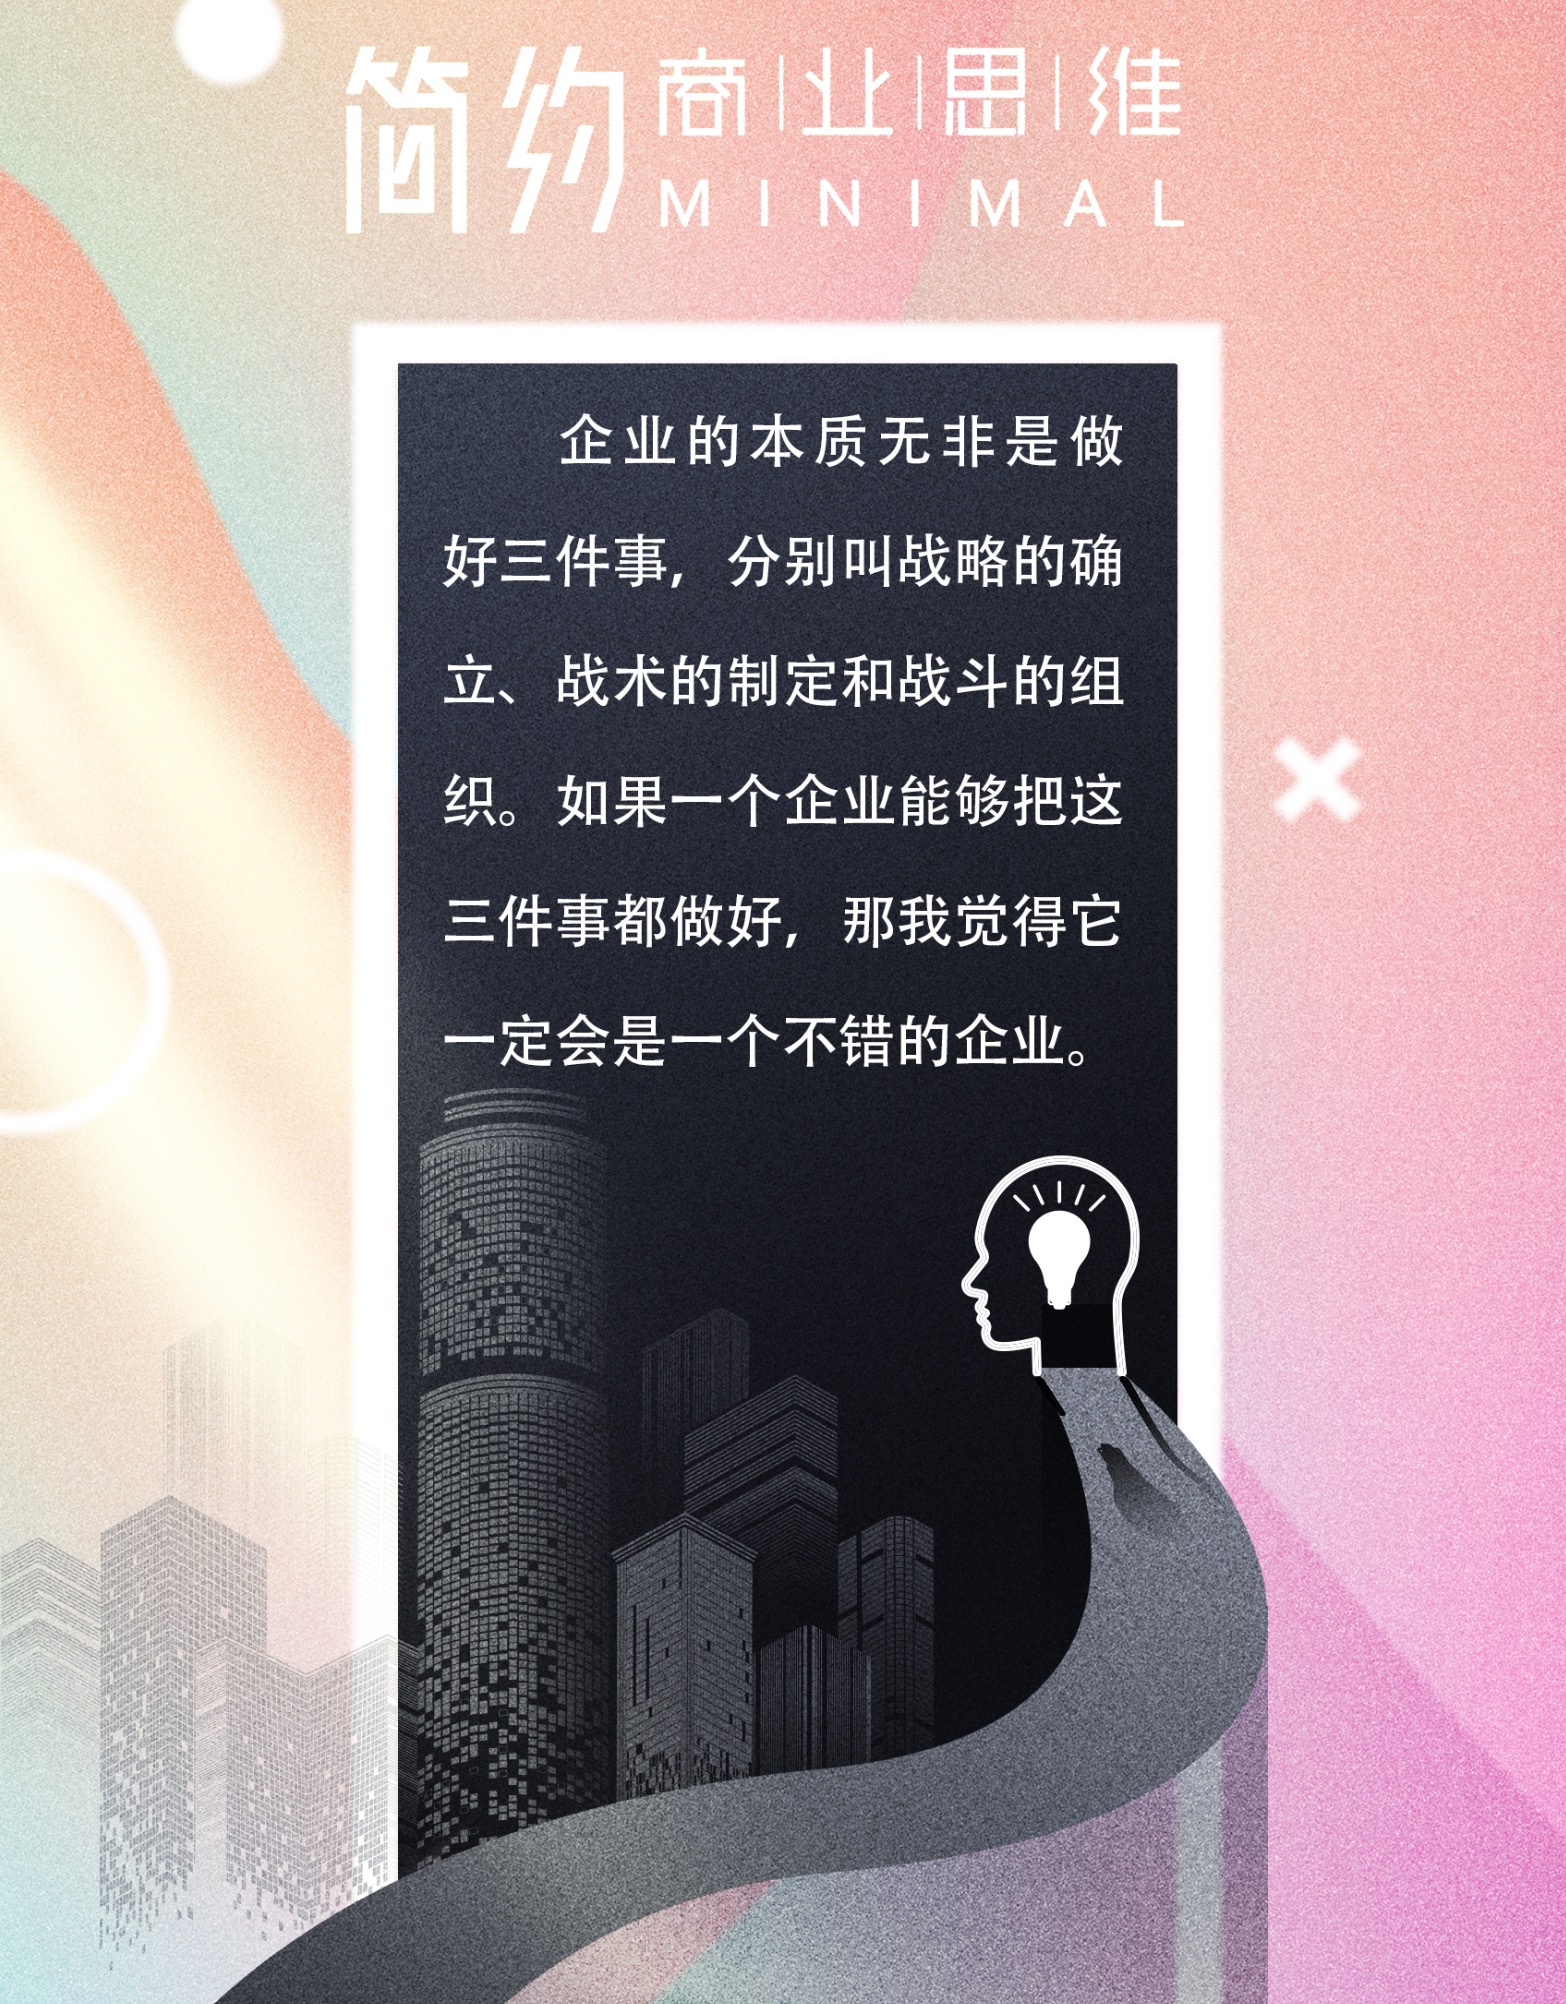 简约商业思维
MINIMAL
企业的本质无非是做
好三件事，分别叫战略的确
立、战术的制定和战斗的组
织。如果一个企业能够把这
三件事都做好，那我觉得它
一定会是一个不错的企业。